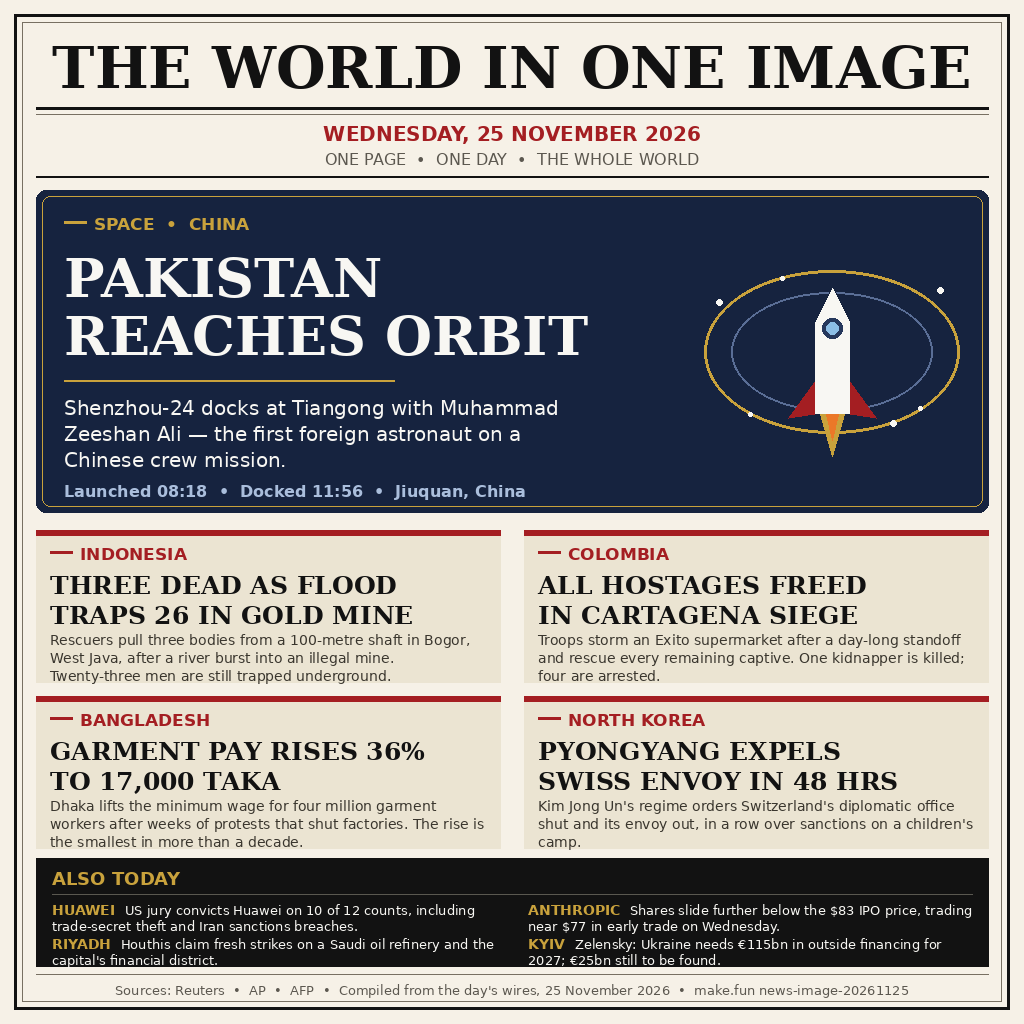 THE WORLD IN ONE IMAGE
WEDNESDAY, 25 NOVEMBER 2026
ONE PAGE • ONE DAY • THE WHOLE WORLD
SPACE • CHINA
PAKISTAN
REACHES ORBIT
Shenzhou-24 docks at Tiangong with Muhammad
Zeeshan Ali — the first foreign astronaut on a
Chinese crew mission.
Launched 08:18 • Docked 11:56 • Jiuquan, China
INDONESIA
THREE DEAD AS FLOOD
TRAPS 26 IN GOLD MINE
Rescuers pull three bodies from a 100-metre shaft in Bogor,
West Java, after a river burst into an illegal mine.
Twenty-three men are still trapped underground.
COLOMBIA
ALL HOSTAGES FREED
IN CARTAGENA SIEGE
Troops storm an Exito supermarket after a day-long standoff
and rescue every remaining captive. One kidnapper is killed;
four are arrested.
BANGLADESH
GARMENT PAY RISES 36%
TO 17,000 TAKA
Dhaka lifts the minimum wage for four million garment
workers after weeks of protests that shut factories. The rise is
the smallest in more than a decade.
NORTH KOREA
PYONGYANG EXPELS
SWISS ENVOY IN 48 HRS
Kim Jong Un's regime orders Switzerland's diplomatic office
shut and its envoy out, in a row over sanctions on a children's
camp.
ALSO TODAY
HUAWEI US jury convicts Huawei on 10 of 12 counts, including
trade-secret theft and Iran sanctions breaches.
RIYADH Houthis claim fresh strikes on a Saudi oil refinery and the
capital's financial district.
ANTHROPIC Shares slide further below the $83 IPO price, trading
near $77 in early trade on Wednesday.
KYIV Zelensky: Ukraine needs €115bn in outside financing for
2027; €25bn still to be found.
Sources: Reuters • AP • AFP • Compiled from the day's wires, 25 November 2026 • make.fun news-image-20261125